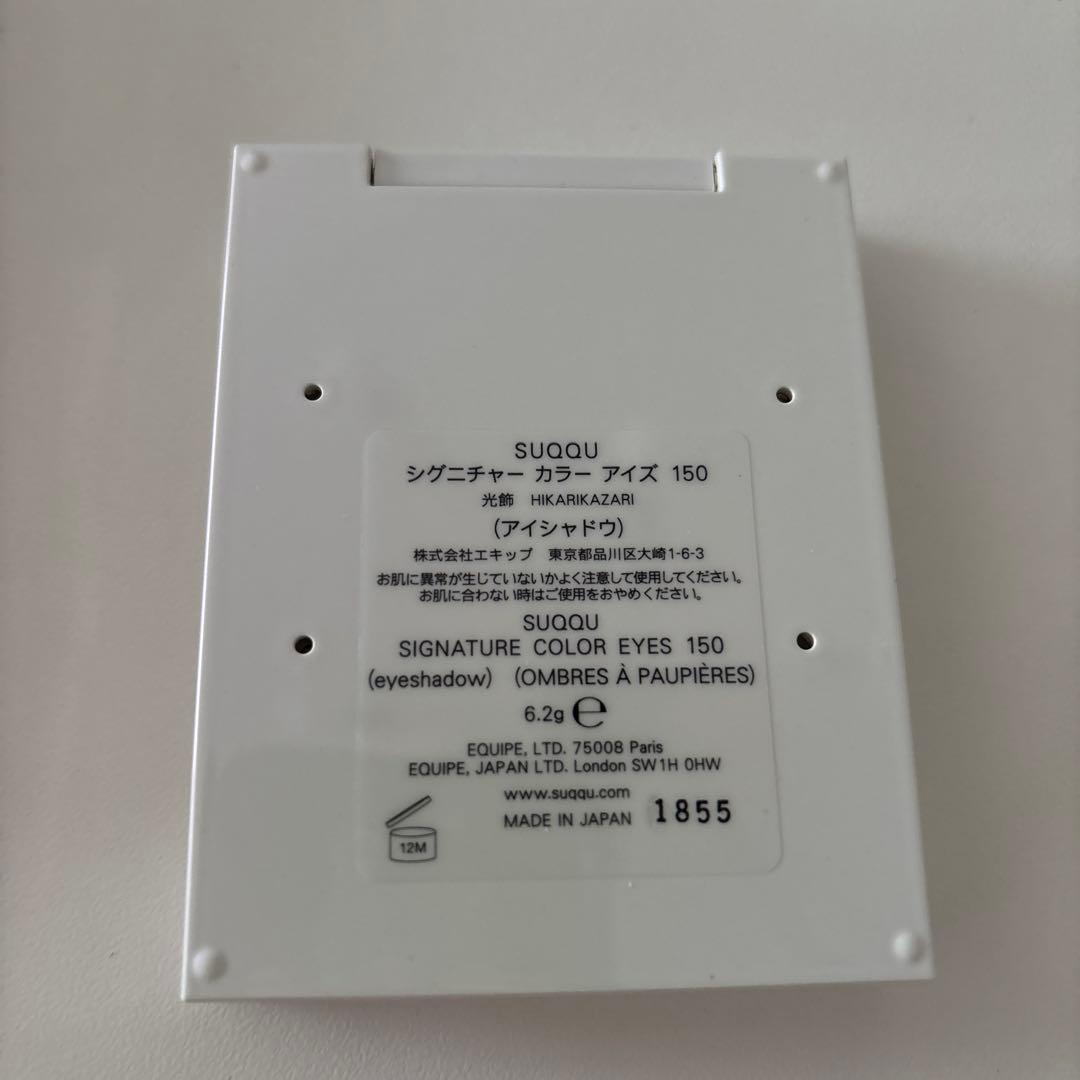 SUQQU
シグニチャー カラー アイズ 150
光飾 HIKARIKAZARI
(アイシャドウ)
株式会社エキップ 東京都品川区大崎1-6-3
お肌に異常が生じていないかよく注意して使用してください。
お肌に合わない時はご使用をおやめください。
SUQQU
SIGNATURE COLOR EYES 150
(eyeshadow) (OMBRES À PAUPIÈRES)
6.2g ℮
EQUIPE, LTD. 75008 Paris
EQUIPE, JAPAN LTD. London SW1H 0HW
www.suqqu.com
MADE IN JAPAN 1855
12M